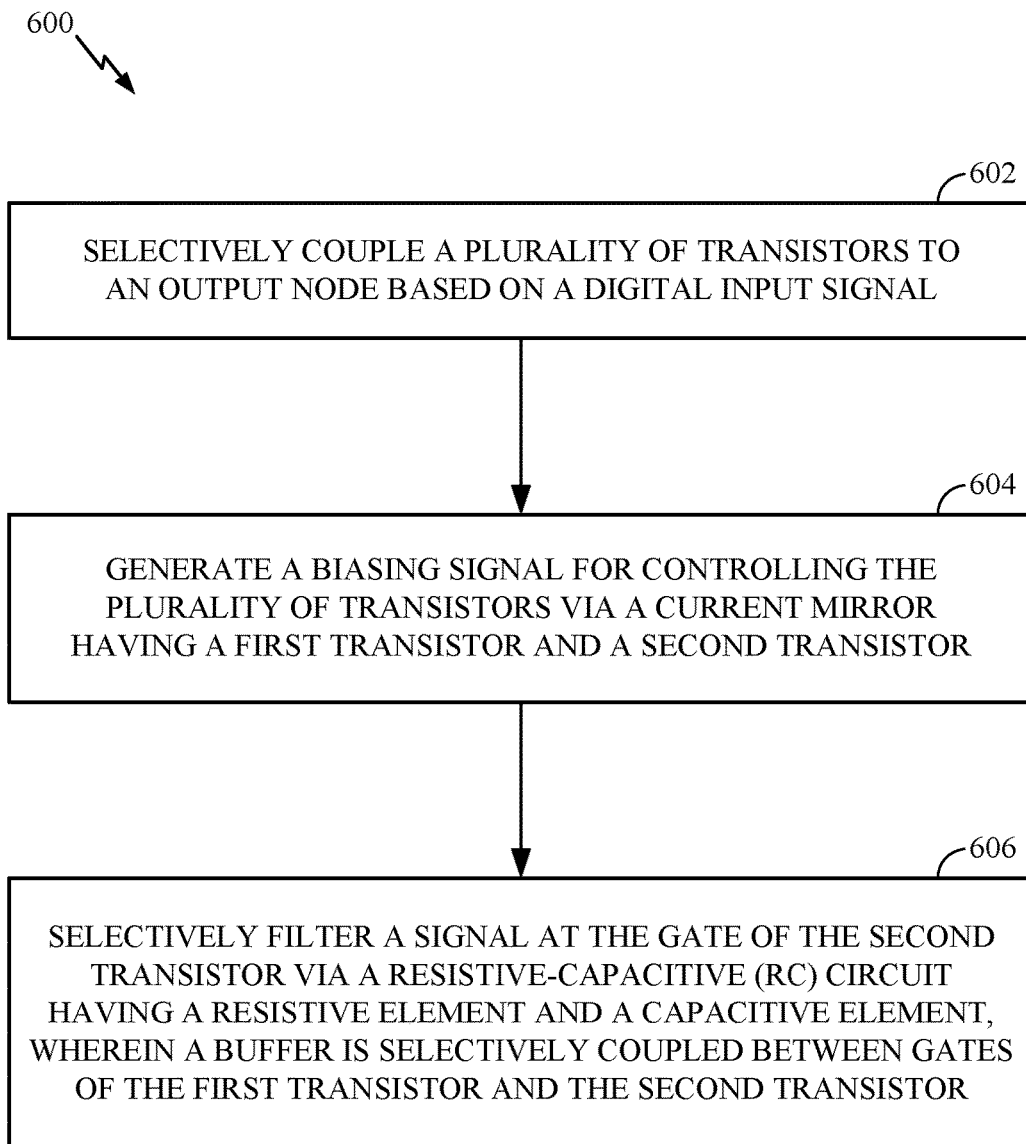 600
602
SELECTIVELY COUPLE A PLURALITY OF TRANSISTORS TO
AN OUTPUT NODE BASED ON A DIGITAL INPUT SIGNAL
604
GENERATE A BIASING SIGNAL FOR CONTROLLING THE
PLURALITY OF TRANSISTORS VIA A CURRENT MIRROR
HAVING A FIRST TRANSISTOR AND A SECOND TRANSISTOR
606
SELECTIVELY FILTER A SIGNAL AT THE GATE OF THE SECOND
TRANSISTOR VIA A RESISTIVE-CAPACITIVE (RC) CIRCUIT
HAVING A RESISTIVE ELEMENT AND A CAPACITIVE ELEMENT,
WHEREIN A BUFFER IS SELECTIVELY COUPLED BETWEEN GATES
OF THE FIRST TRANSISTOR AND THE SECOND TRANSISTOR